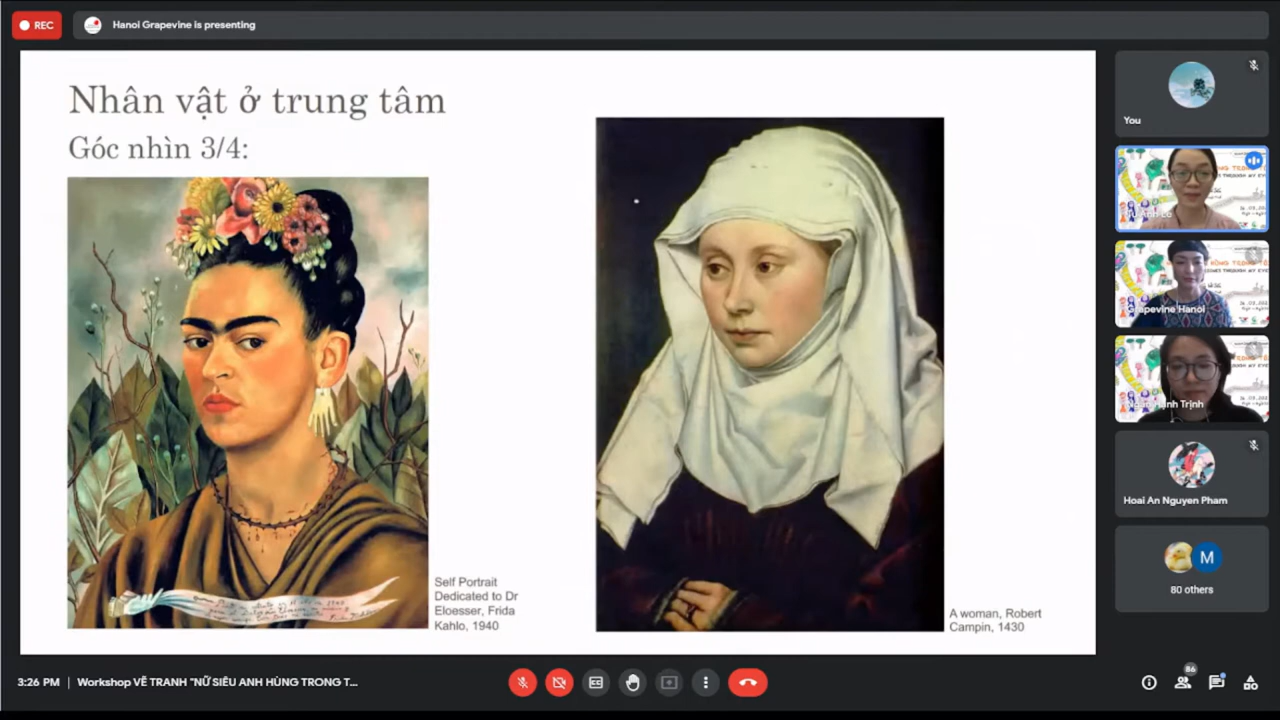 REC
Hanoi Grapevine is presenting
Nhân vật ở trung tâm
Góc nhìn 3/4:
Self Portrait
Dedicated to Dr
Eloesser, Frida
Kahlo, 1940
A woman, Robert
Campin, 1430
You
Grapevine Hanoi
Hoai An Nguyen Pham
M
80 others
3:26 PM | Workshop VẼ TRANH "NỮ SIÊU ANH HÙNG TRONG T...
86